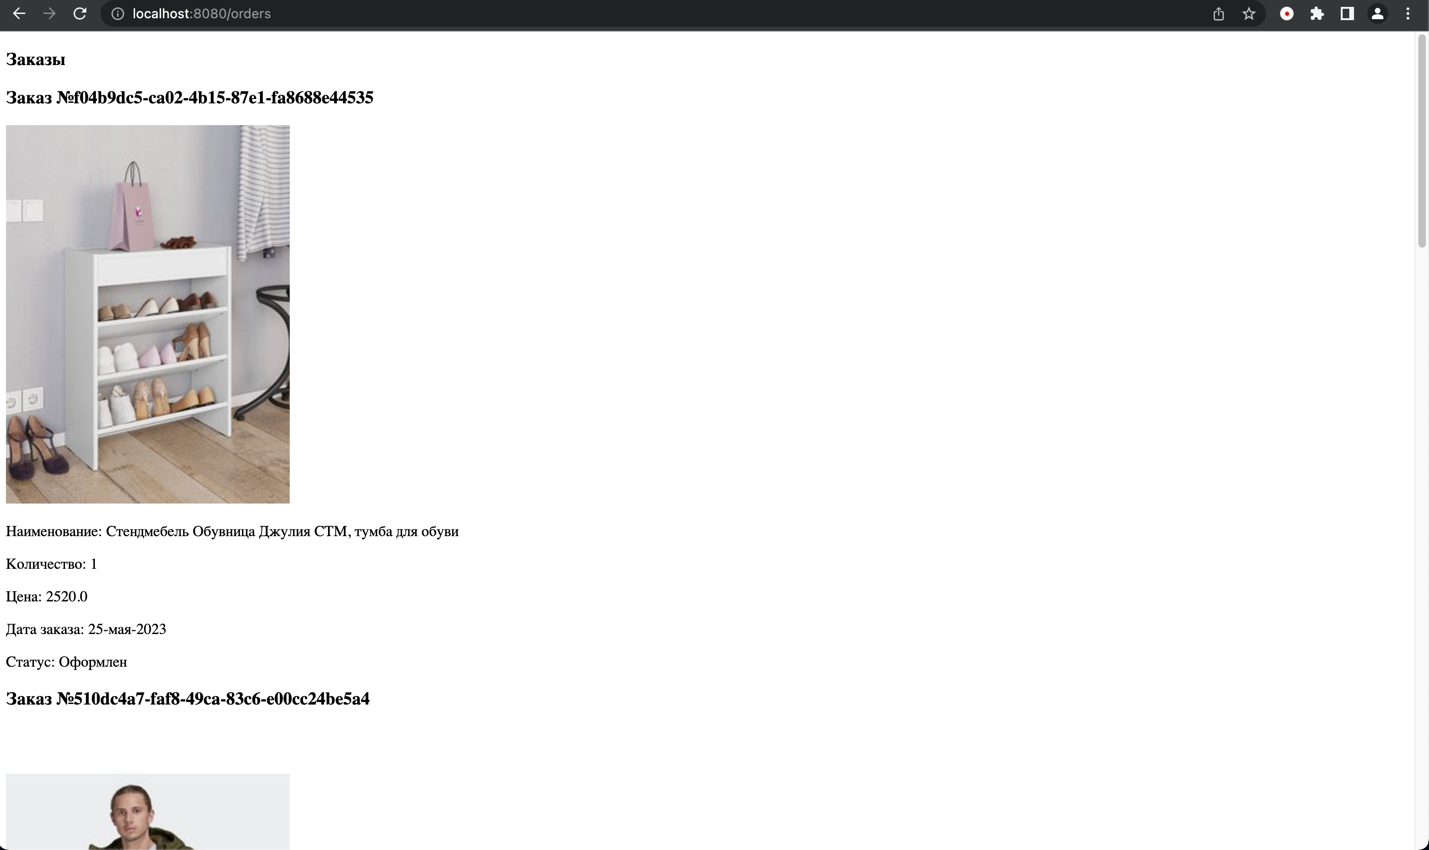 localhost:8080/orders
Заказы
Заказ №f04b9dc5-ca02-4b15-87e1-fa8688e44535
Наименование: Стендмебель Обувница Джулия СТМ, тумба для обуви
Количество: 1
Цена: 2520.0
Дата заказа: 25-мая-2023
Статус: Оформлен
Заказ №510dc4a7-faf8-49ca-83c6-e00cc24be5a4